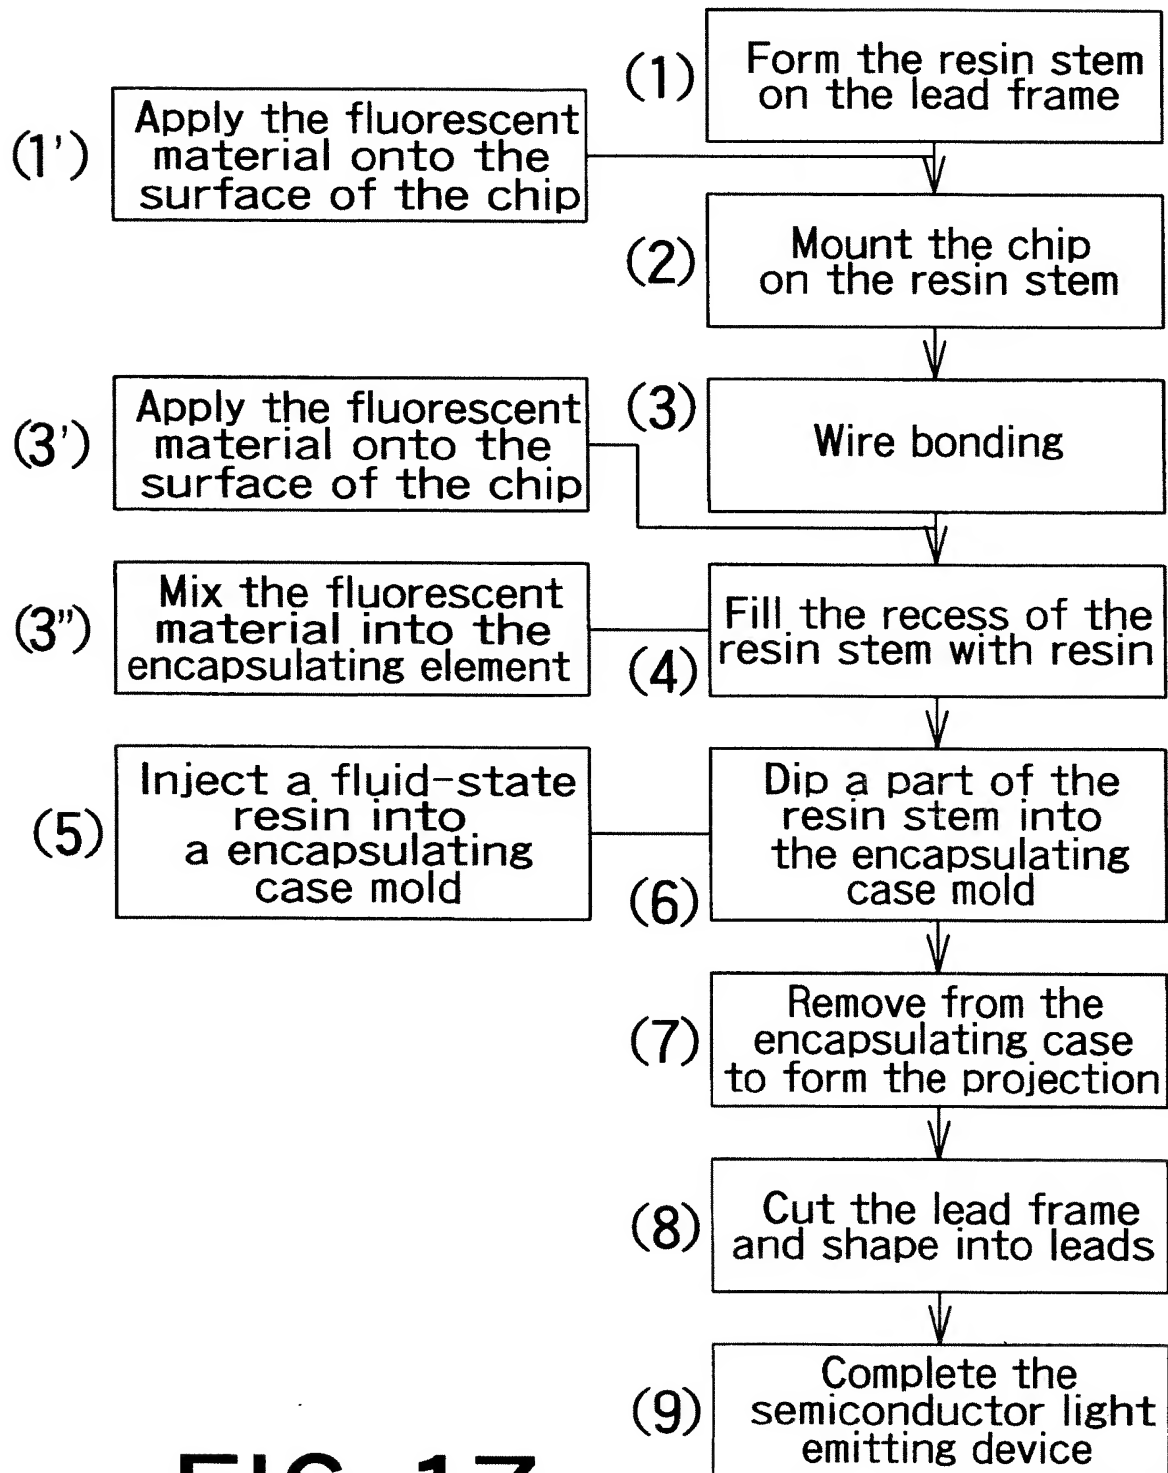 (1)
Form the resin stem
on the lead frame
(1')
Apply the fluorescent
material onto the
surface of the chip
(2)
Mount the chip
on the resin stem
(3)
Wire bonding
(3')
Apply the fluorescent
material onto the
surface of the chip
(3")
Mix the fluorescent
material into the
encapsulating element
(4)
Fill the recess of the
resin stem with resin
(5)
Inject a fluid-state
resin into
a encapsulating
case mold
(6)
Dip a part of the
resin stem into
the encapsulating
case mold
(7)
Remove from the
encapsulating case
to form the projection
(8)
Cut the lead frame
and shape into leads
(9)
Complete the
semiconductor light
emitting device
FIG. 17